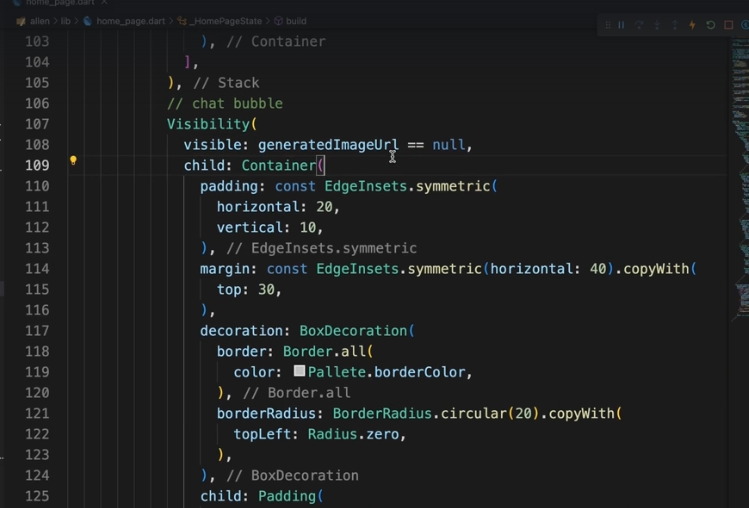 home_page.dart ×
alien > lib > home_page.dart > _HomePageState > build
103 ), // Container
104 ],
105 ), // Stack
106 // chat bubble
107 Visibility(
108 visible: generatedImageUrl == null,
109 child: Container(
110 padding: const EdgeInsets.symmetric(
111 horizontal: 20,
112 vertical: 10,
113 ), // EdgeInsets.symmetric
114 margin: const EdgeInsets.symmetric(horizontal: 40).copyWith(
115 top: 30,
116 ),
117 decoration: BoxDecoration(
118 border: Border.all(
119 color: Pallete.borderColor,
120 ), // Border.all
121 borderRadius: BorderRadius.circular(20).copyWith(
122 topLeft: Radius.zero,
123 ),
124 ), // BoxDecoration
125 child: Padding(